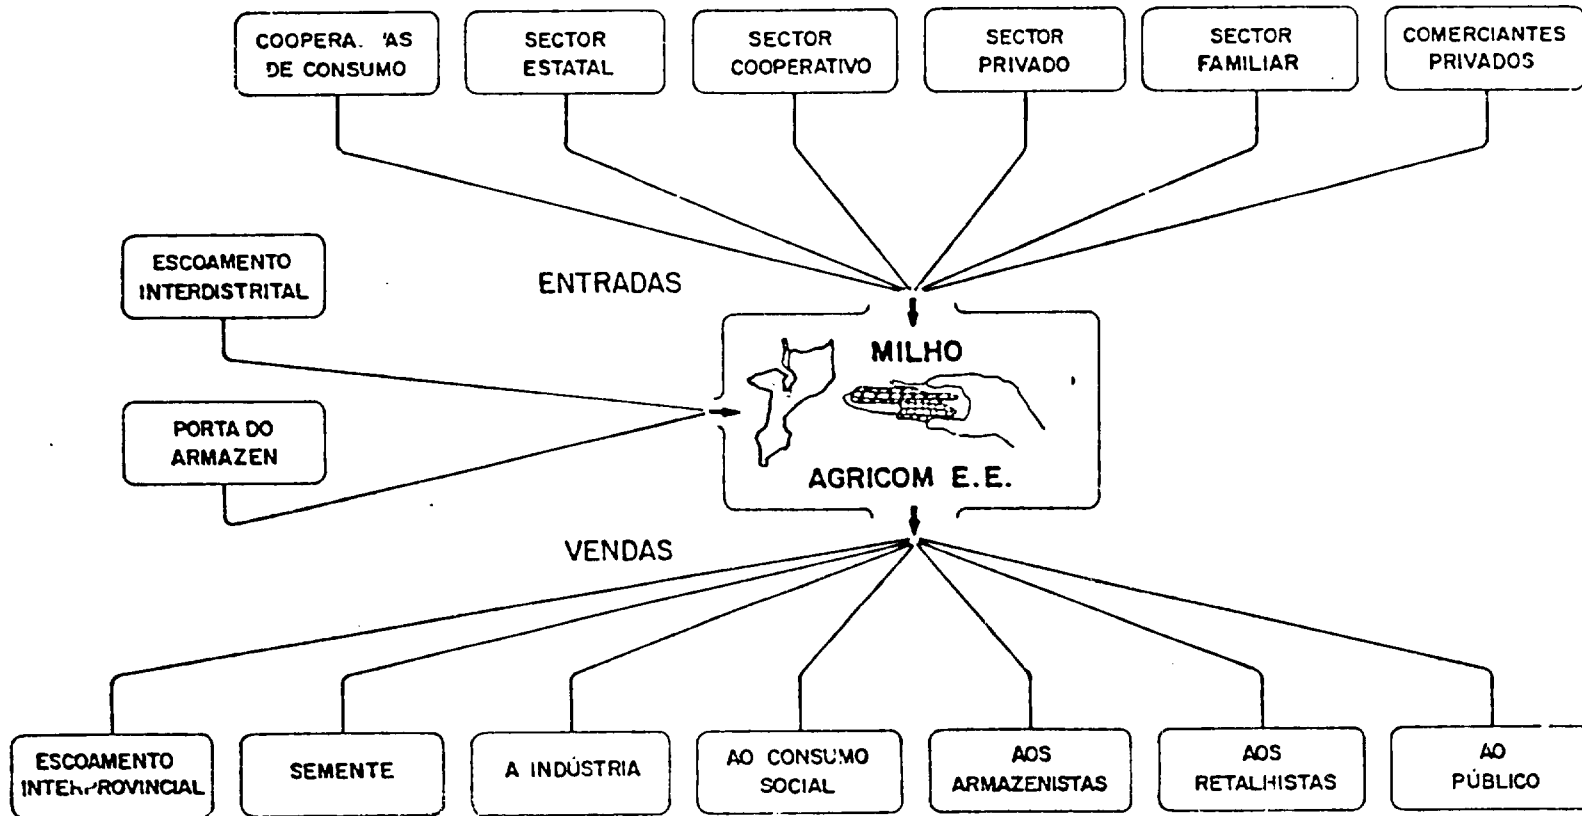 COOPERA. 'AS
DE CONSUMO
SECTOR
ESTATAL
SECTOR
COOPERATIVO
SECTOR
PRIVADO
SECTOR
FAMILIAR
COMERCIANTES
PRIVADOS
ESCOAMENTO
INTERDISTRITAL
ENTRADAS
MILHO
PORTA DO
ARMAZEN
AGRICOM E.E.
VENDAS
ESCOAMENTO
INTERPROVINCIAL
SEMENTE
A INDÚSTRIA
AO CONSUMO
SOCIAL
AOS
ARMAZENISTAS
AOS
RETALHISTAS
AO
PÚBLICO